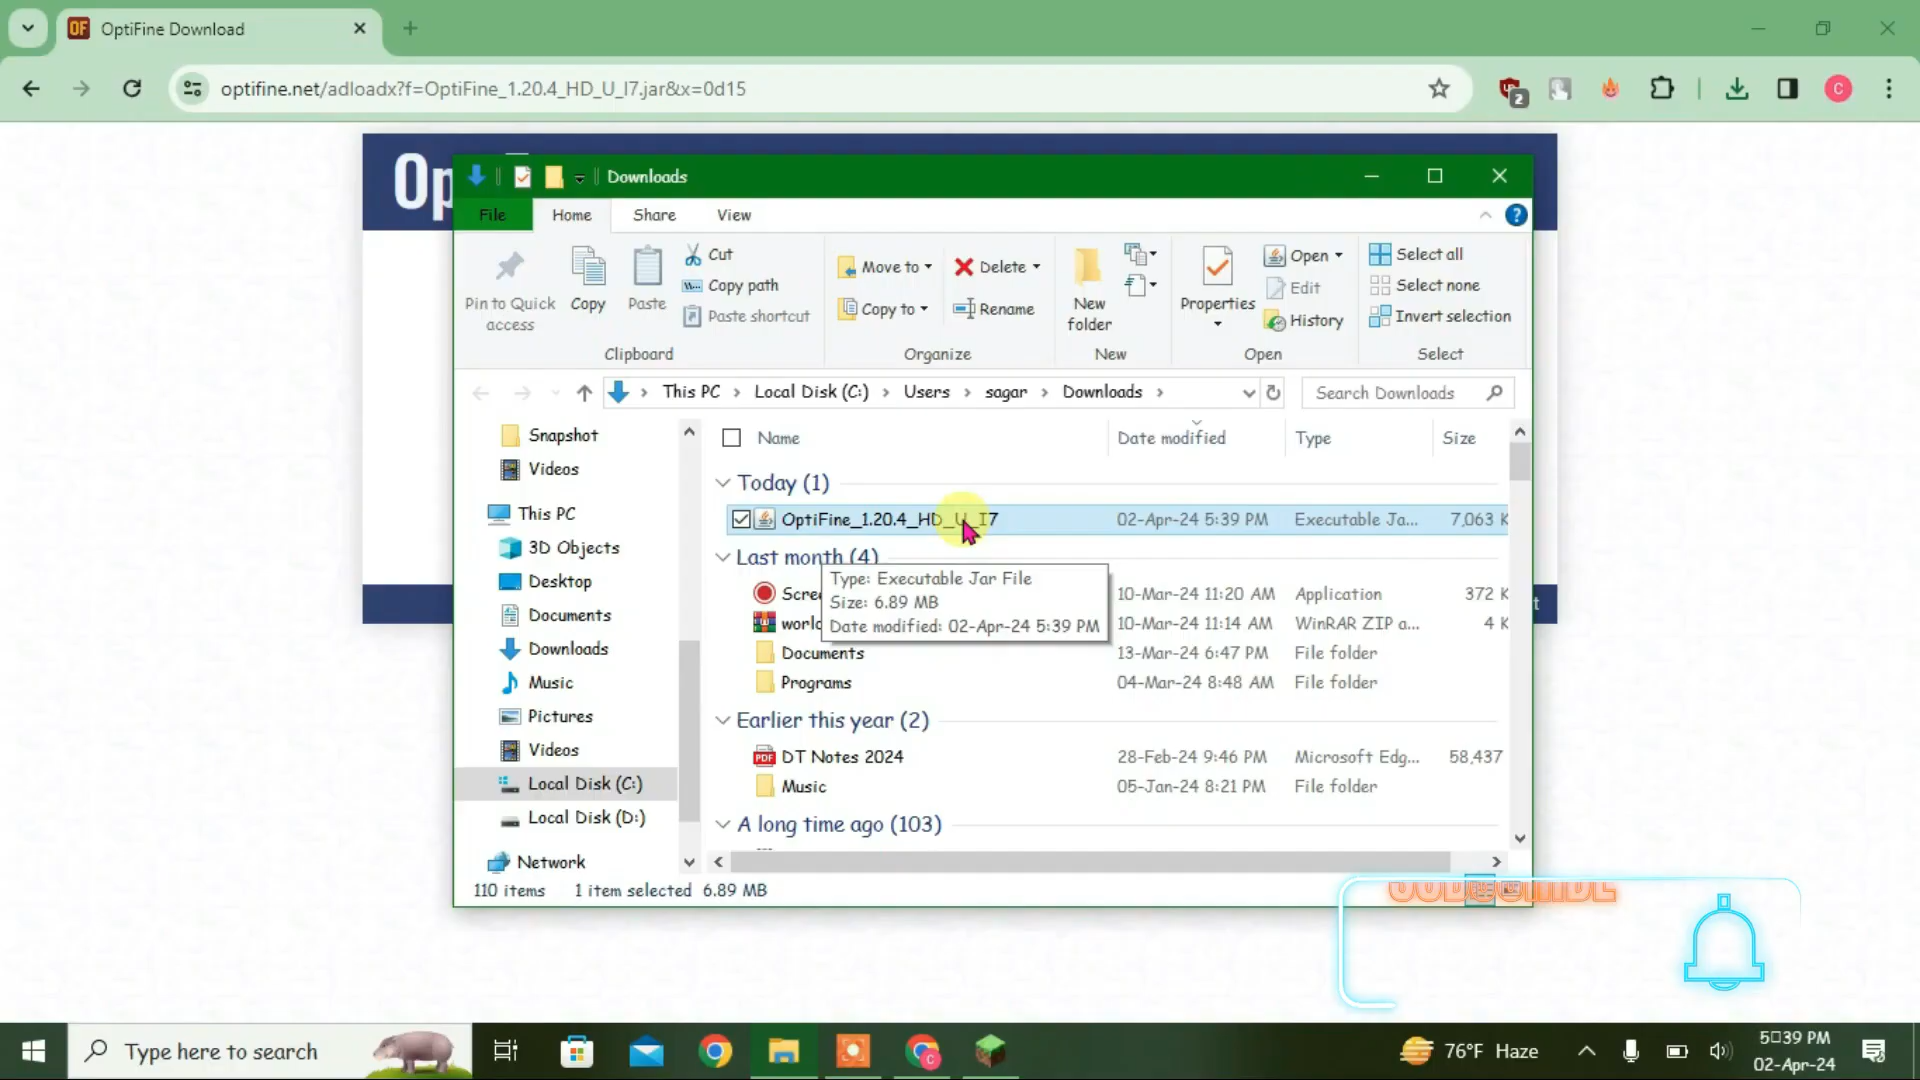 OptiFine Download
optifine.net/adloadx?f=OptiFine_1.20.4_HD_U_I7.jar&x=0d15
2
C
Op
Downloads
File Home Share View
Pin to Quick access
Copy
Paste
Cut
Copy path
Paste shortcut
Move to
Copy to
Delete
Rename
New folder
Properties
Open
Edit
History
Select all
Select none
Invert selection
Clipboard Organize New Open Select
This PC > Local Disk (C:) > Users > sagar > Downloads >
Search Downloads
Snapshot
Videos
This PC
3D Objects
Desktop
Documents
Downloads
Music
Pictures
Videos
Local Disk (C:)
Local Disk (D:)
Network
Name Date modified Type Size
Today (1)
OptiFine_1.20.4_HD_U_I7 02-Apr-24 5:39 PM Executable Ja... 7,063 K
Last month (4)
Scre 10-Mar-24 11:20 AM Application 372 K
world 10-Mar-24 11:14 AM WinRAR ZIP a... 4 K
Documents 13-Mar-24 6:47 PM File folder
Programs 04-Mar-24 8:48 AM File folder
Type: Executable Jar File
Size: 6.89 MB
Date modified: 02-Apr-24 5:39 PM
Earlier this year (2)
DT Notes 2024 28-Feb-24 9:46 PM Microsoft Edg... 58,437
Music 05-Jan-24 8:21 PM File folder
A long time ago (103)
110 items 1 item selected 6.89 MB
Type here to search
76°F Haze
5:39 PM
02-Apr-24